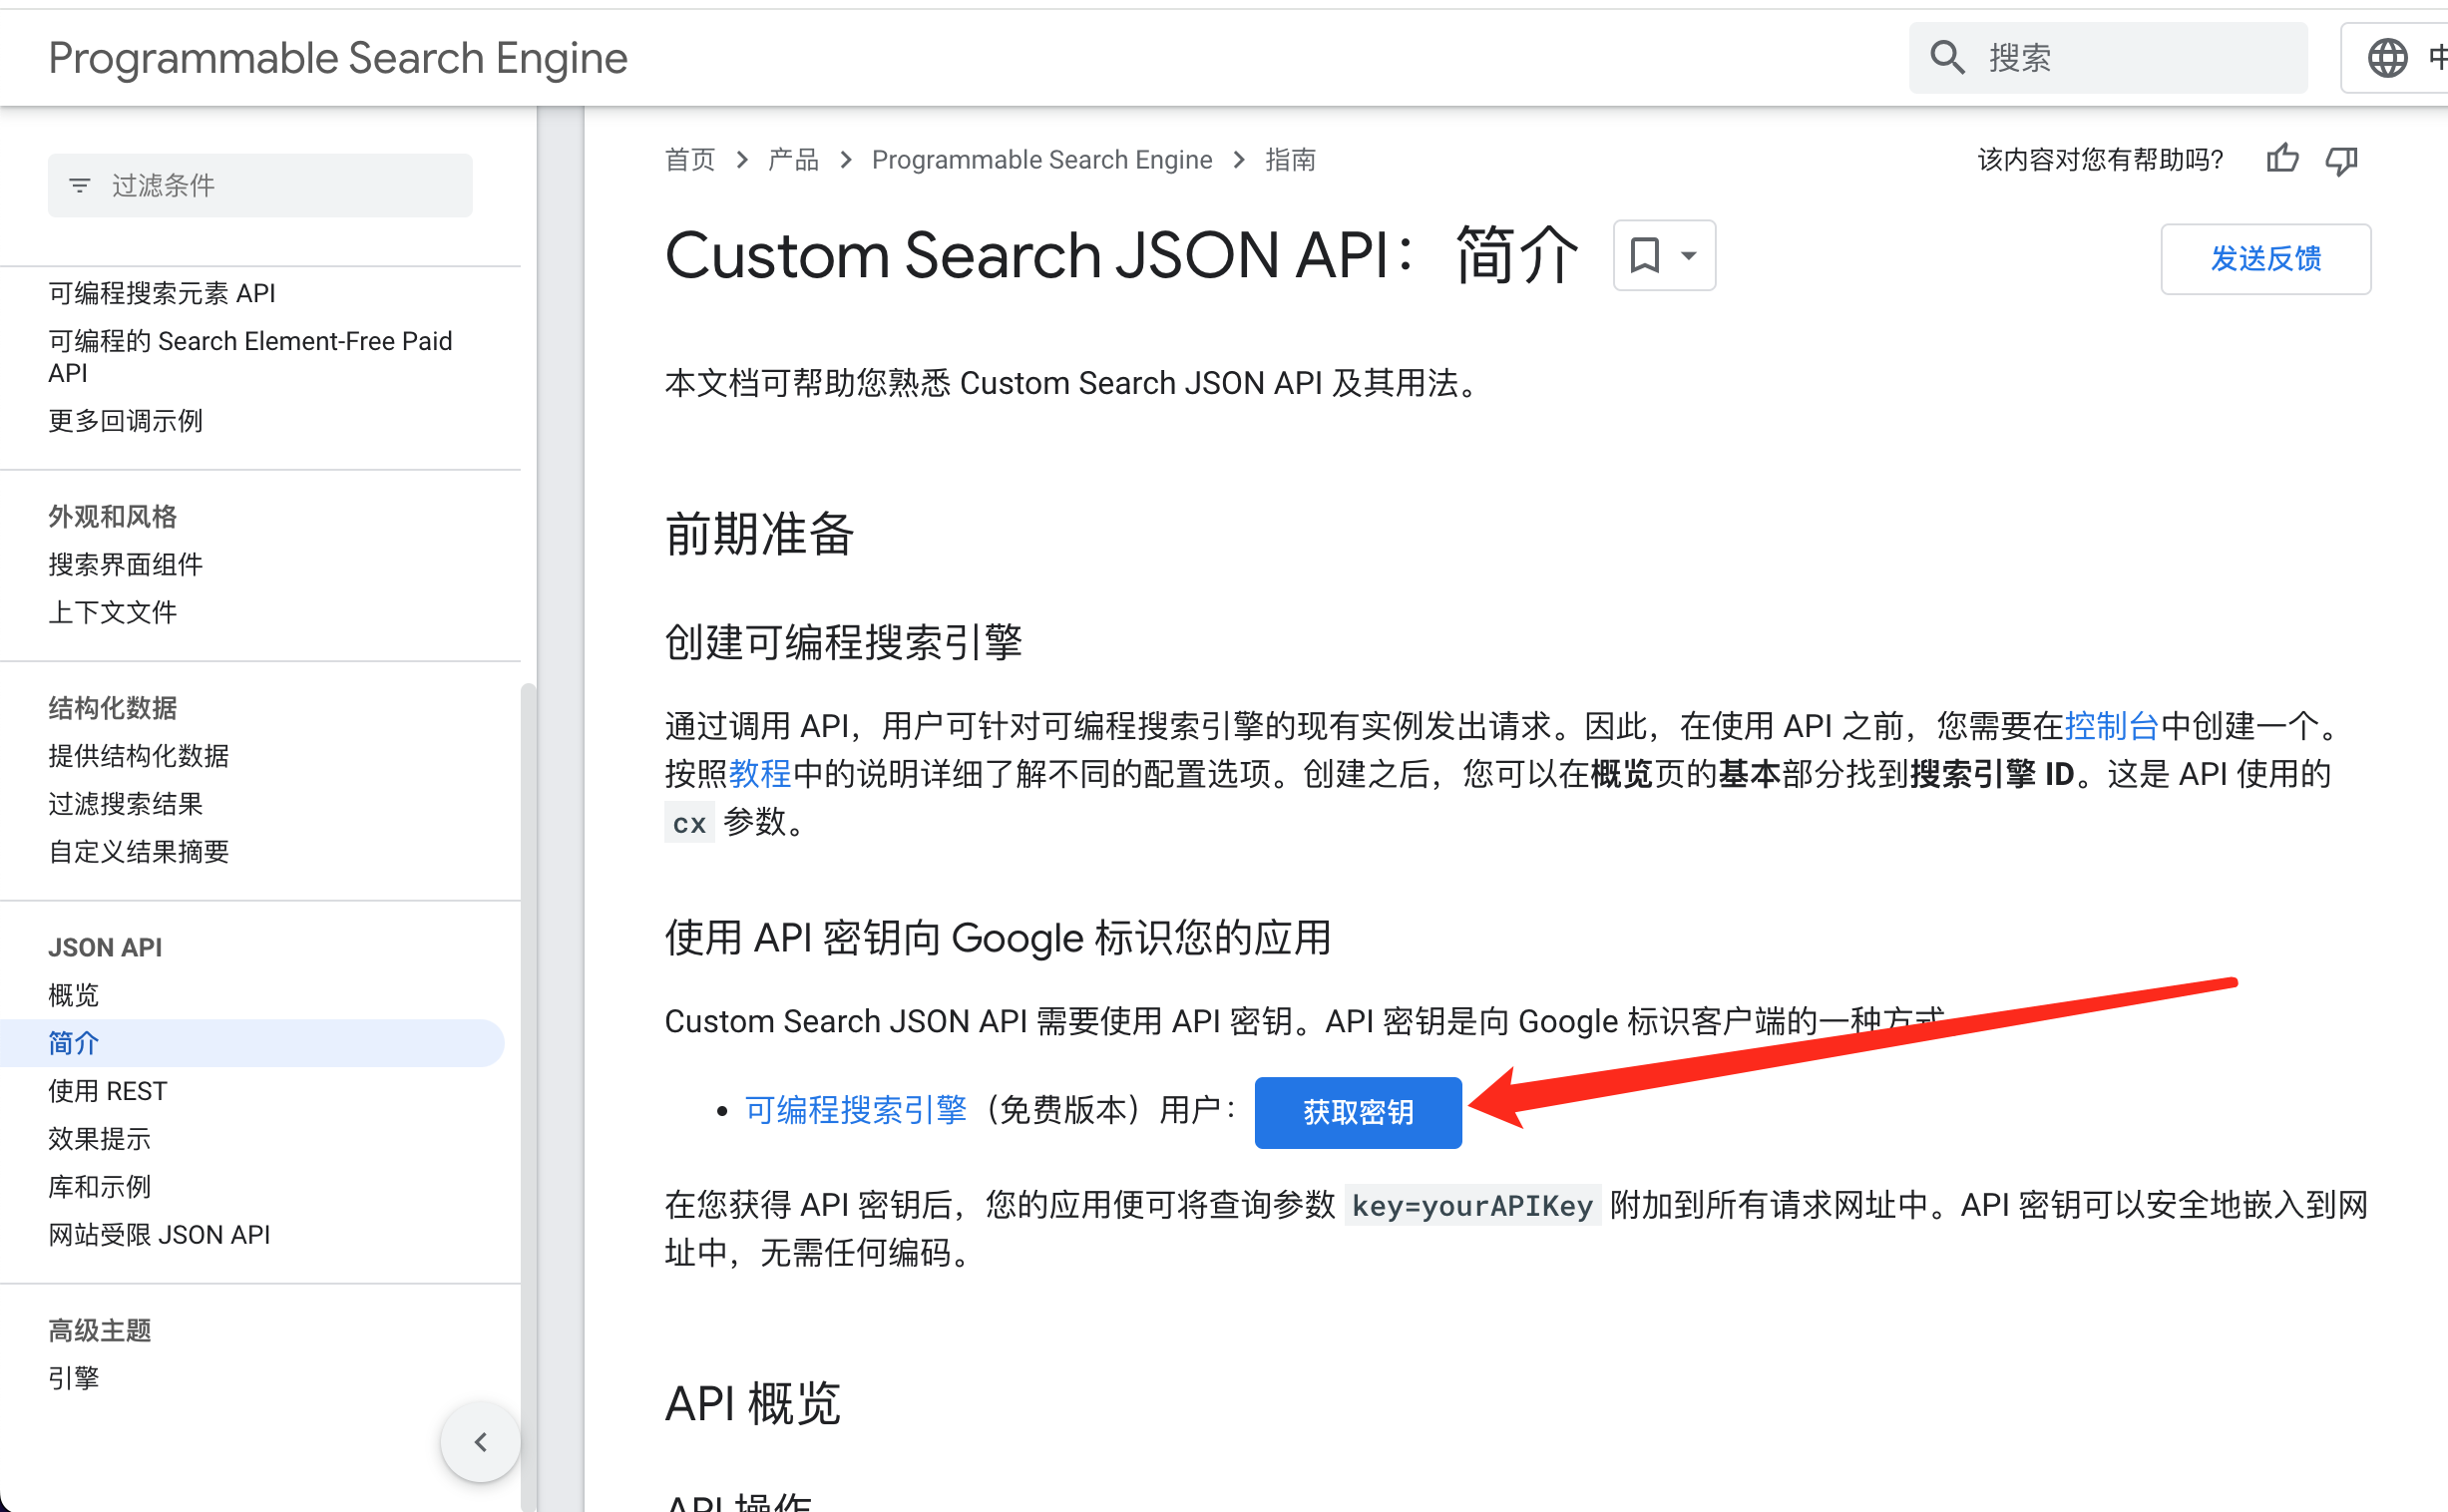 Programmable Search Engine
搜索
中
过滤条件
可编程搜索元素 API
可编程的 Search Element-Free Paid
API
更多回调示例
外观和风格
搜索界面组件
上下文文件
结构化数据
提供结构化数据
过滤搜索结果
自定义结果摘要
JSON API
概览
简介
使用 REST
效果提示
库和示例
网站受限 JSON API
高级主题
引擎
首页 > 产品 > Programmable Search Engine > 指南
该内容对您有帮助吗?
Custom Search JSON API：简介
发送反馈
本文档可帮助您熟悉 Custom Search JSON API 及其用法。
前期准备
创建可编程搜索引擎
通过调用 API，用户可针对可编程搜索引擎的现有实例发出请求。因此，在使用 API 之前，您需要在控制台中创建一个。
按照教程中的说明详细了解不同的配置选项。创建之后，您可以在概览页的基本部分找到搜索引擎 ID。这是 API 使用的
cx 参数。
使用 API 密钥向 Google 标识您的应用
Custom Search JSON API 需要使用 API 密钥。API 密钥是向 Google 标识客户端的一种方式
• 可编程搜索引擎（免费版本）用户： 获取密钥
在您获得 API 密钥后，您的应用便可将查询参数 key=yourAPIKey 附加到所有请求网址中。API 密钥可以安全地嵌入到网
址中，无需任何编码。
API 概览
API 操作